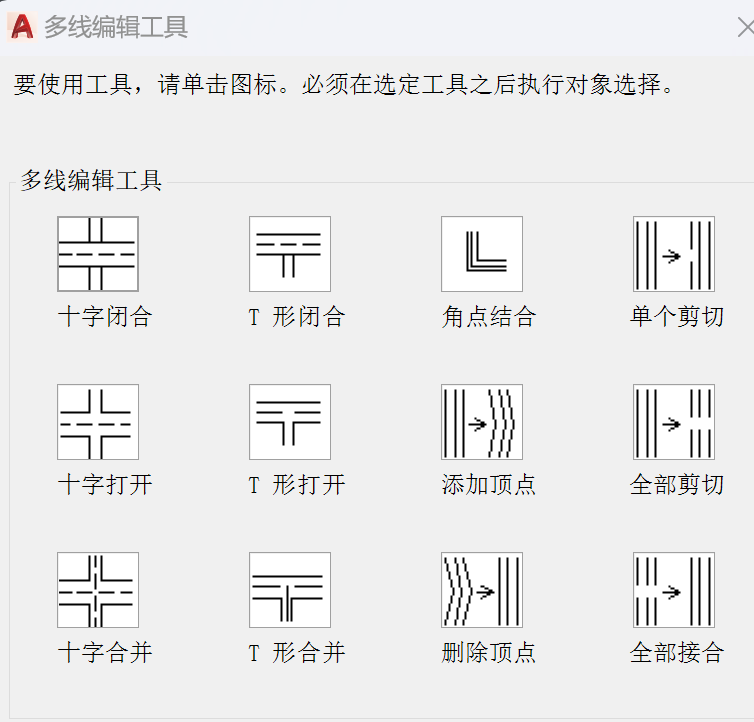 多线编辑工具
要使用工具，请单击图标。必须在选定工具之后执行对象选择。
多线编辑工具
十字闭合 T 形闭合 角点结合 单个剪切
十字打开 T 形打开 添加顶点 全部剪切
十字合并 T 形合并 删除顶点 全部接合